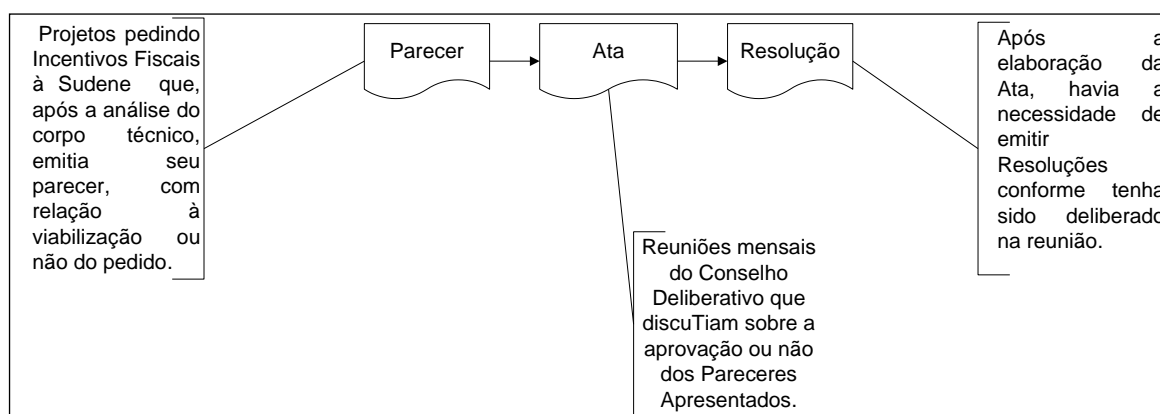 Projetos pedindo
Incentivos Fiscais
à Sudene que,
após a análise do
corpo técnico,
emitia seu
parecer, com
relação à
viabilização ou
não do pedido.
Parecer
Ata
Resolução
Após a
elaboração da
Ata, havia a
necessidade de
emitir
Resoluções
conforme tenha
sido deliberado
na reunião.
Reuniões mensais
do Conselho
Deliberativo que
discuTiam sobre a
aprovação ou não
dos Pareceres
Apresentados.